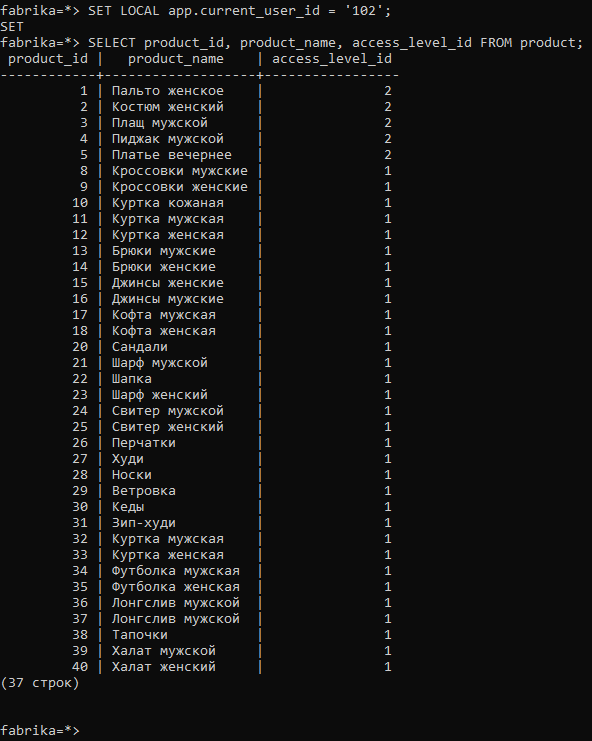 fabrika=*> SET LOCAL app.current_user_id = '102';
SET
fabrika=*> SELECT product_id, product_name, access_level_id FROM product;
 product_id |   product_name    | access_level_id
------------+-------------------+-----------------
          1 | Пальто женское    |               2
          2 | Костюм женский    |               2
          3 | Плащ мужской      |               2
          4 | Пиджак мужской    |               2
          5 | Платье вечернее   |               2
          8 | Кроссовки мужские |               1
          9 | Кроссовки женские |               1
         10 | Куртка кожаная    |               1
         11 | Куртка мужская    |               1
         12 | Куртка женская    |               1
         13 | Брюки мужские     |               1
         14 | Брюки женские     |               1
         15 | Джинсы женские    |               1
         16 | Джинсы мужские    |               1
         17 | Кофта мужская     |               1
         18 | Кофта женская     |               1
         20 | Сандали           |               1
         21 | Шарф мужской      |               1
         22 | Шапка             |               1
         23 | Шарф женский      |               1
         24 | Свитер мужской    |               1
         25 | Свитер женский    |               1
         26 | Перчатки          |               1
         27 | Худи              |               1
         28 | Носки             |               1
         29 | Ветровка          |               1
         30 | Кеды              |               1
         31 | Зип-худи          |               1
         32 | Куртка мужская    |               1
         33 | Куртка женская    |               1
         34 | Футболка мужская  |               1
         35 | Футболка женская  |               1
         36 | Лонгслив мужской  |               1
         37 | Лонгслив мужской  |               1
         38 | Тапочки           |               1
         39 | Халат мужской     |               1
         40 | Халат женский     |               1
(37 строк)
fabrika=*>